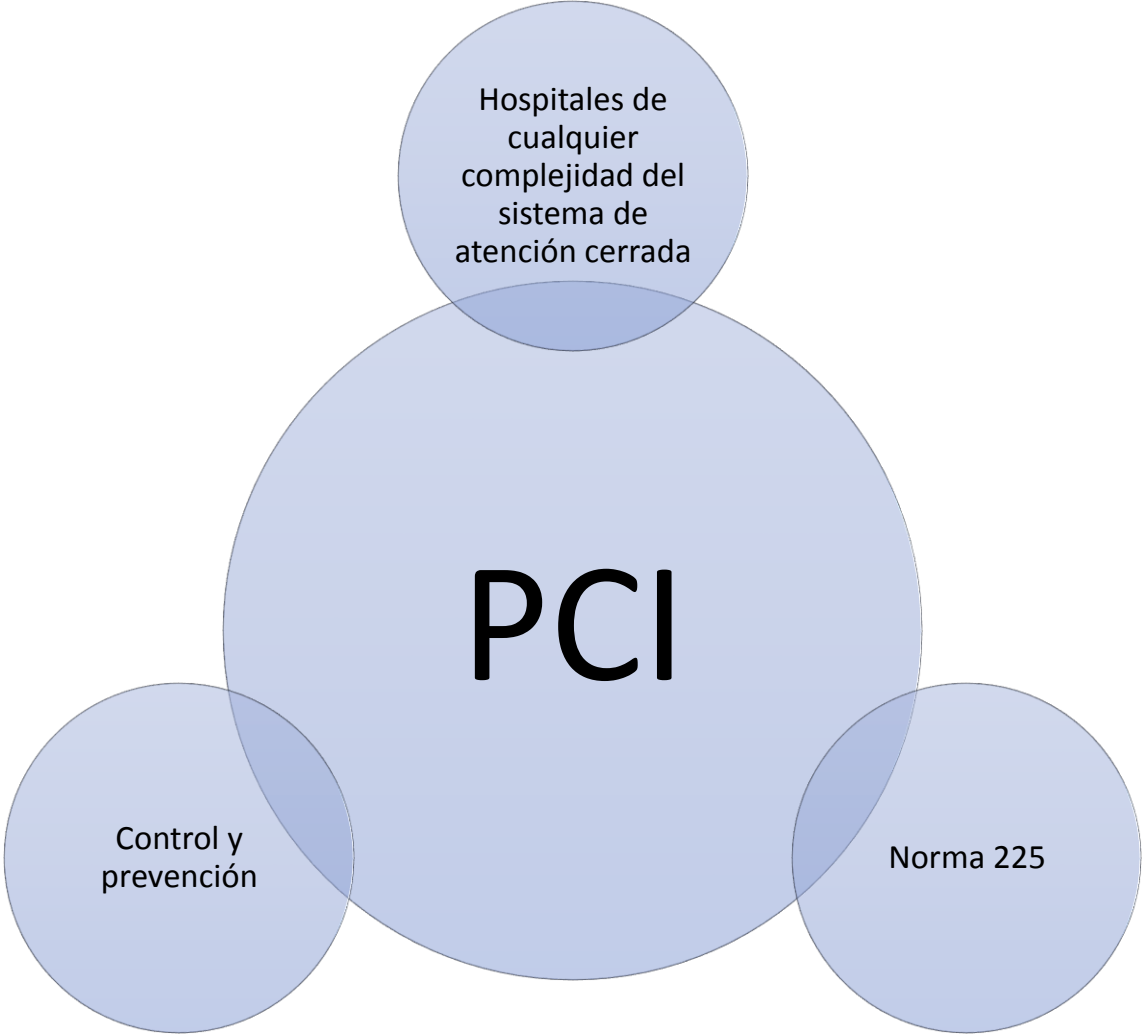 Hospitales de
cualquier
complejidad del
sistema de
atención cerrada
PCI
Control y
prevención
Norma 225